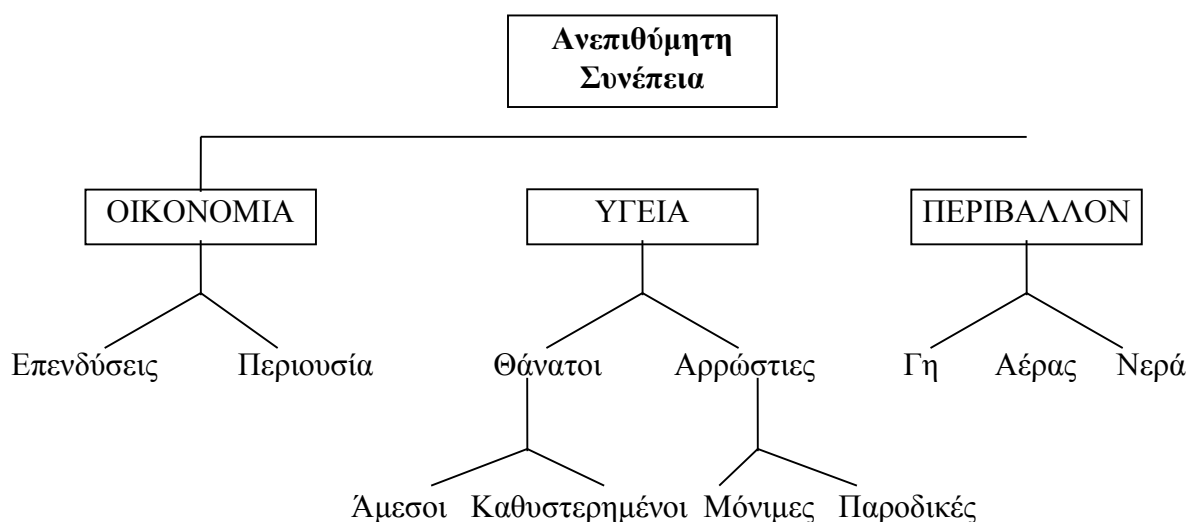 Ανεπιθύμητη
Συνέπεια
ΟΙΚΟΝΟΜΙΑ ΥΓΕΙΑ ΠΕΡΙΒΑΛΛΟΝ
Επενδύσεις Περιουσία Θάνατοι Αρρώστιες Γη Αέρας Νερά
Άμεσοι Καθυστερημένοι Μόνιμες Παροδικές